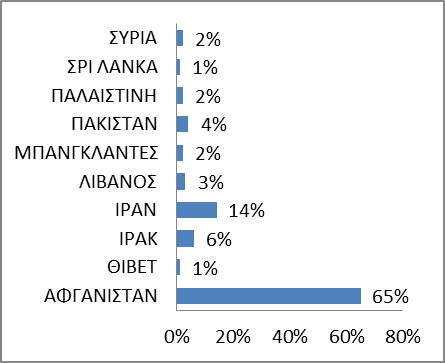 ΣΥΡΙΑ 2%
ΣΡΙ ΛΑΝΚΑ 1%
ΠΑΛΑΙΣΤΙΝΗ 2%
ΠΑΚΙΣΤΑΝ 4%
ΜΠΑΝΓΚΛΑΝΤΕΣ 2%
ΛΙΒΑΝΟΣ 3%
ΙΡΑΝ 14%
ΙΡΑΚ 6%
ΘΙΒΕΤ 1%
ΑΦΓΑΝΙΣΤΑΝ 65%
0% 20% 40% 60% 80%